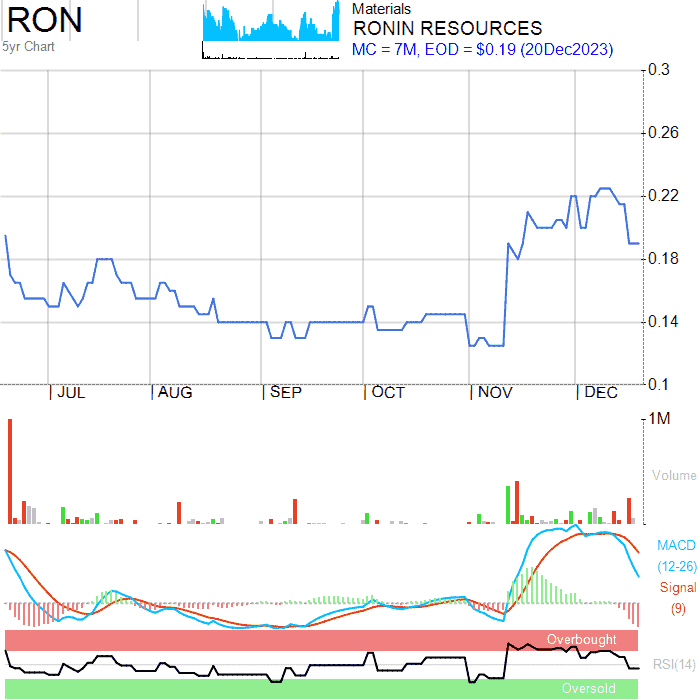 RON
5yr Chart
Materials
RONIN RESOURCES
MC = 7M, EOD = $0.19 (20Dec2023)
0.3
0.26
0.22
0.18
0.14
0.1
JUL AUG SEP OCT NOV DEC
1M
Volume
MACD
(12-26)
Signal
(9)
Overbought
RSI(14)
Oversold